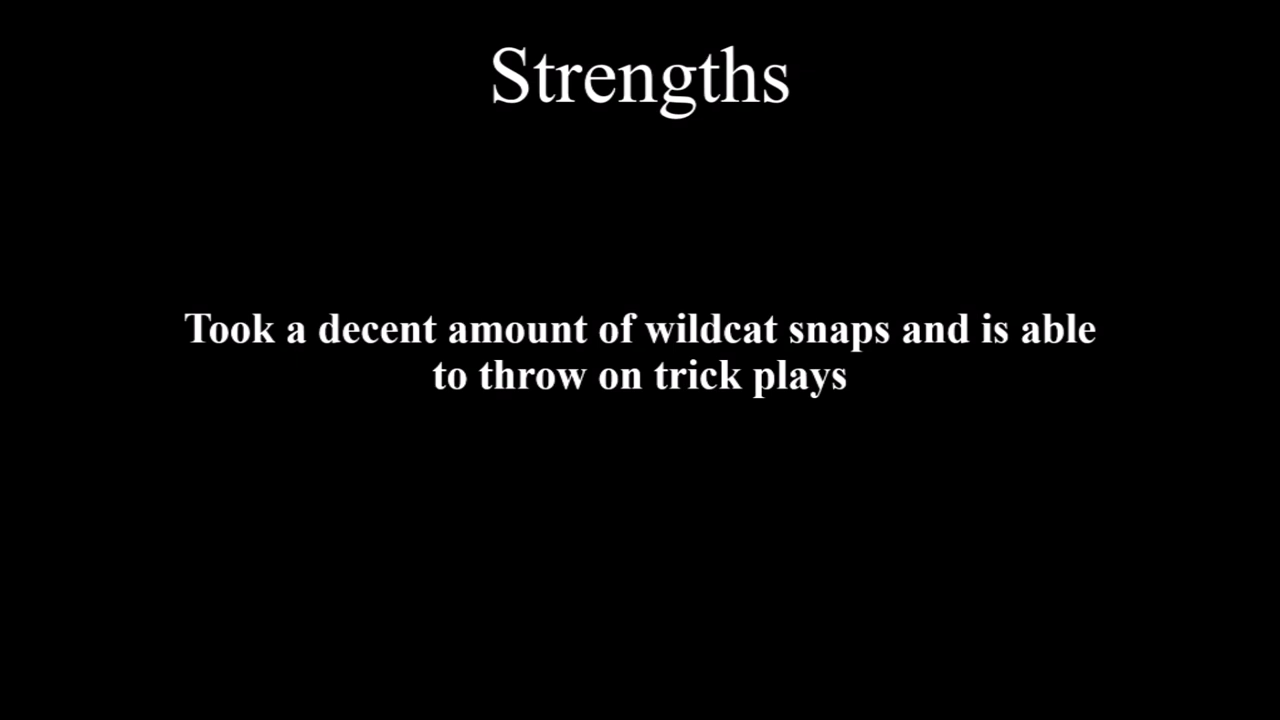 Strengths
Took a decent amount of wildcat snaps and is able
to throw on trick plays